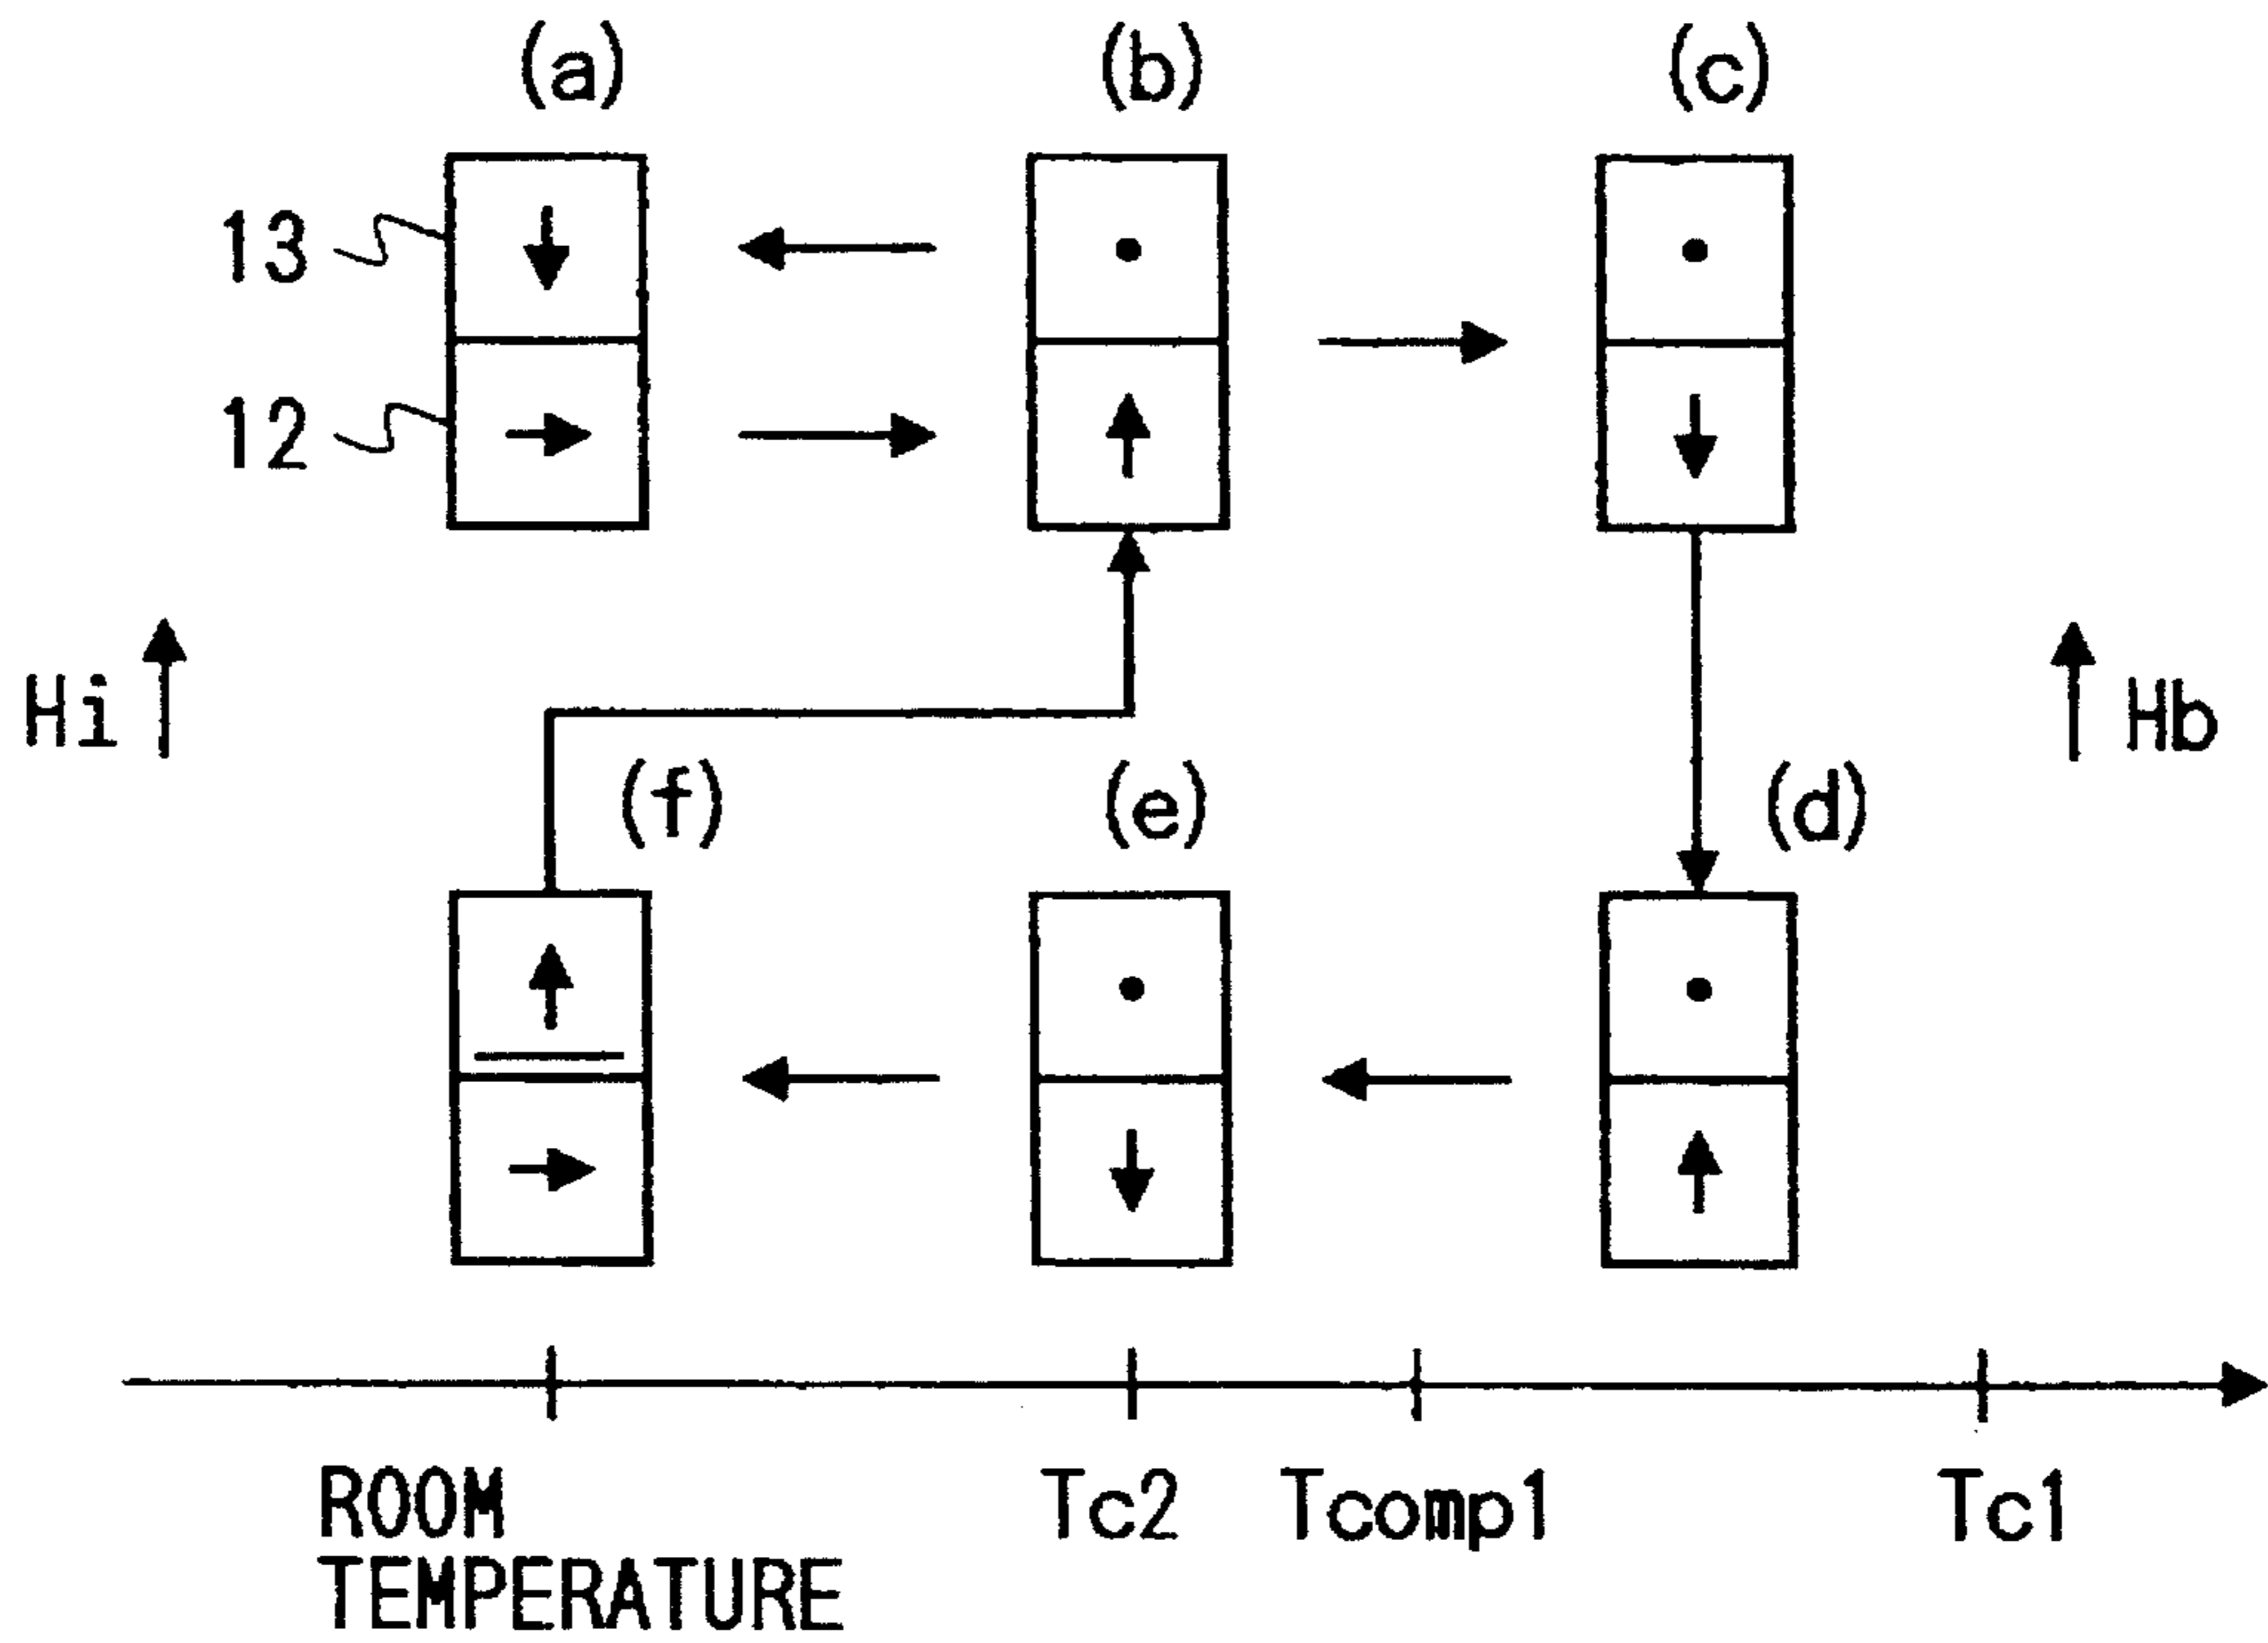 (a) (b) (c)
13
12
Hi Hb
(f) (e) (d)
ROOM TEMPERATURE Tc2 Tcomp1 Tc1